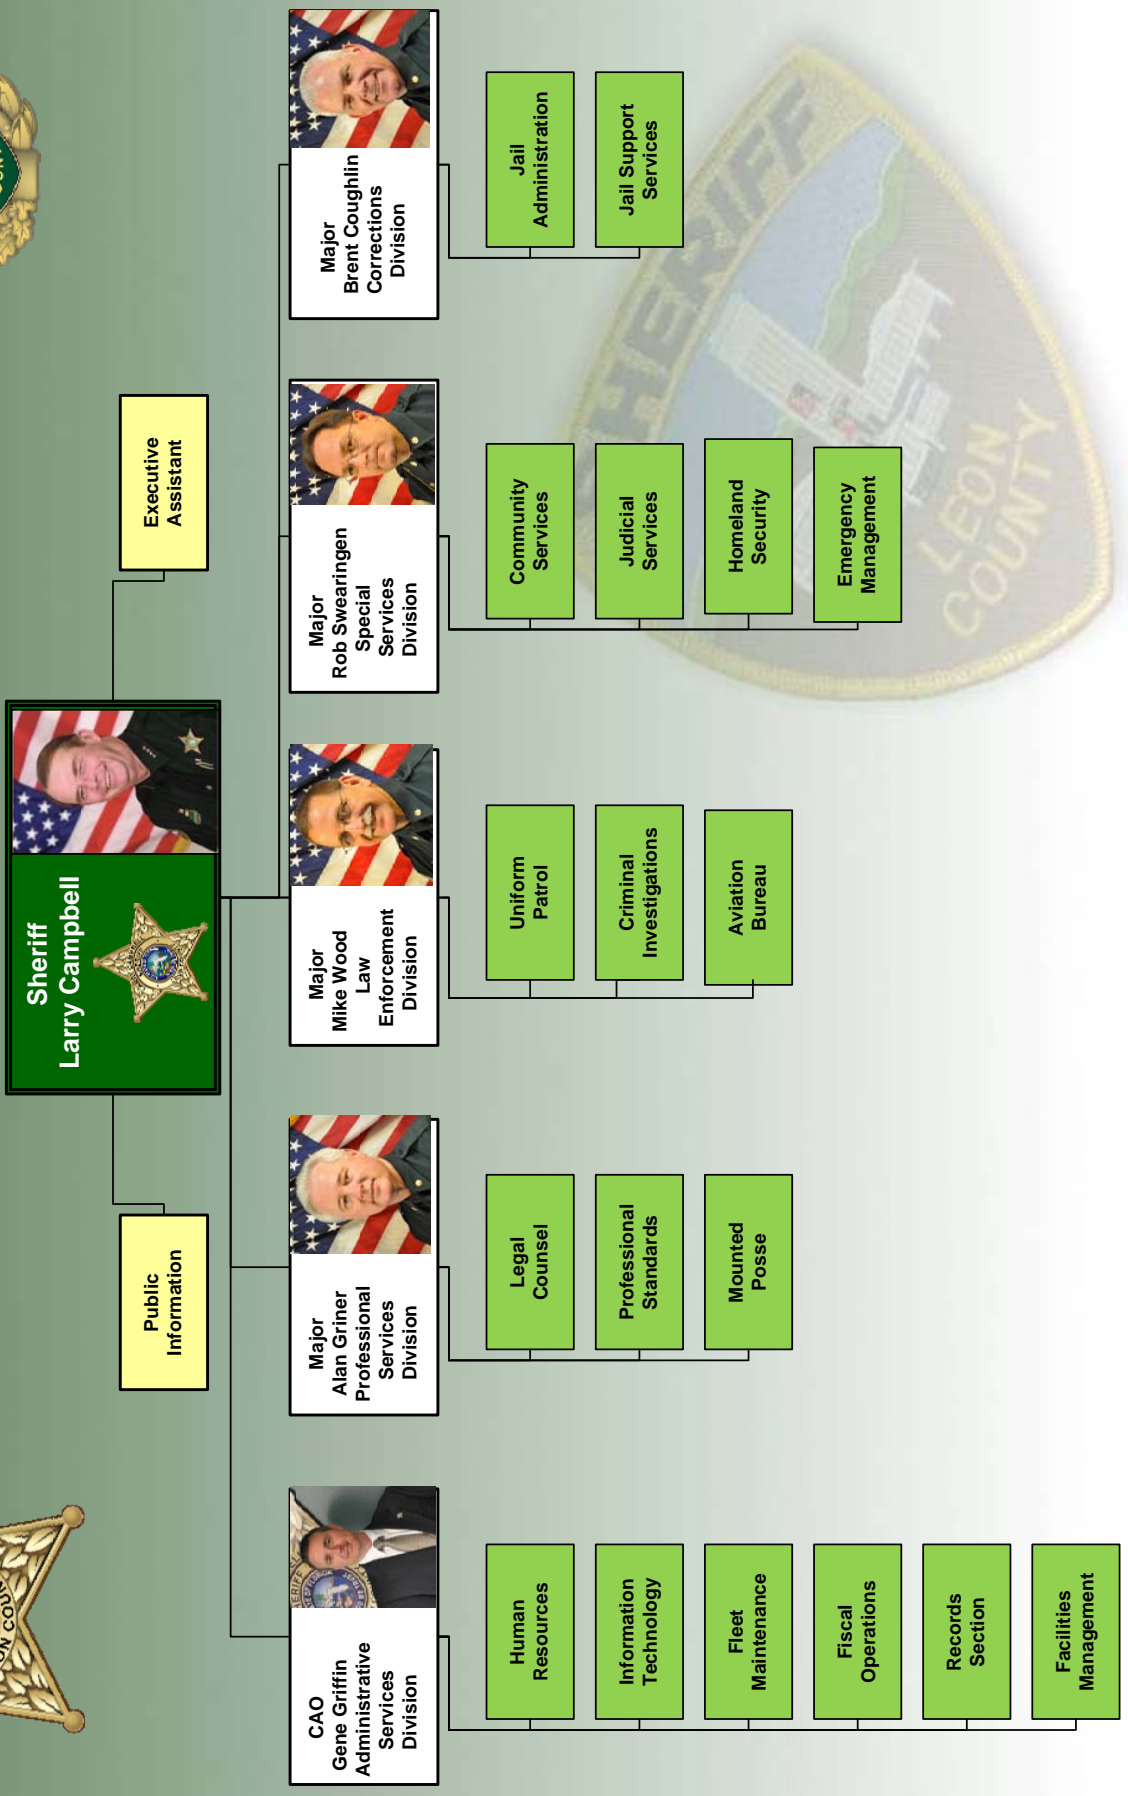 Sheriff
Larry Campbell
Public
Information
Executive
Assistant
CAO
Gene Griffin
Administrative
Services
Division
Major
Alan Griner
Professional
Services
Division
Major
Mike Wood
Law
Enforcement
Division
Major
Rob Swearingen
Special
Services
Division
Major
Brent Coughlin
Corrections
Division
Human
Resources
Information
Technology
Fleet
Maintenance
Fiscal
Operations
Records
Section
Facilities
Management
Legal
Counsel
Professional
Standards
Mounted
Posse
Uniform
Patrol
Criminal
Investigations
Aviation
Bureau
Community
Services
Judicial
Services
Homeland
Security
Emergency
Management
Jail
Administration
Jail Support
Services
SHERIFF
LEON
COUNTY